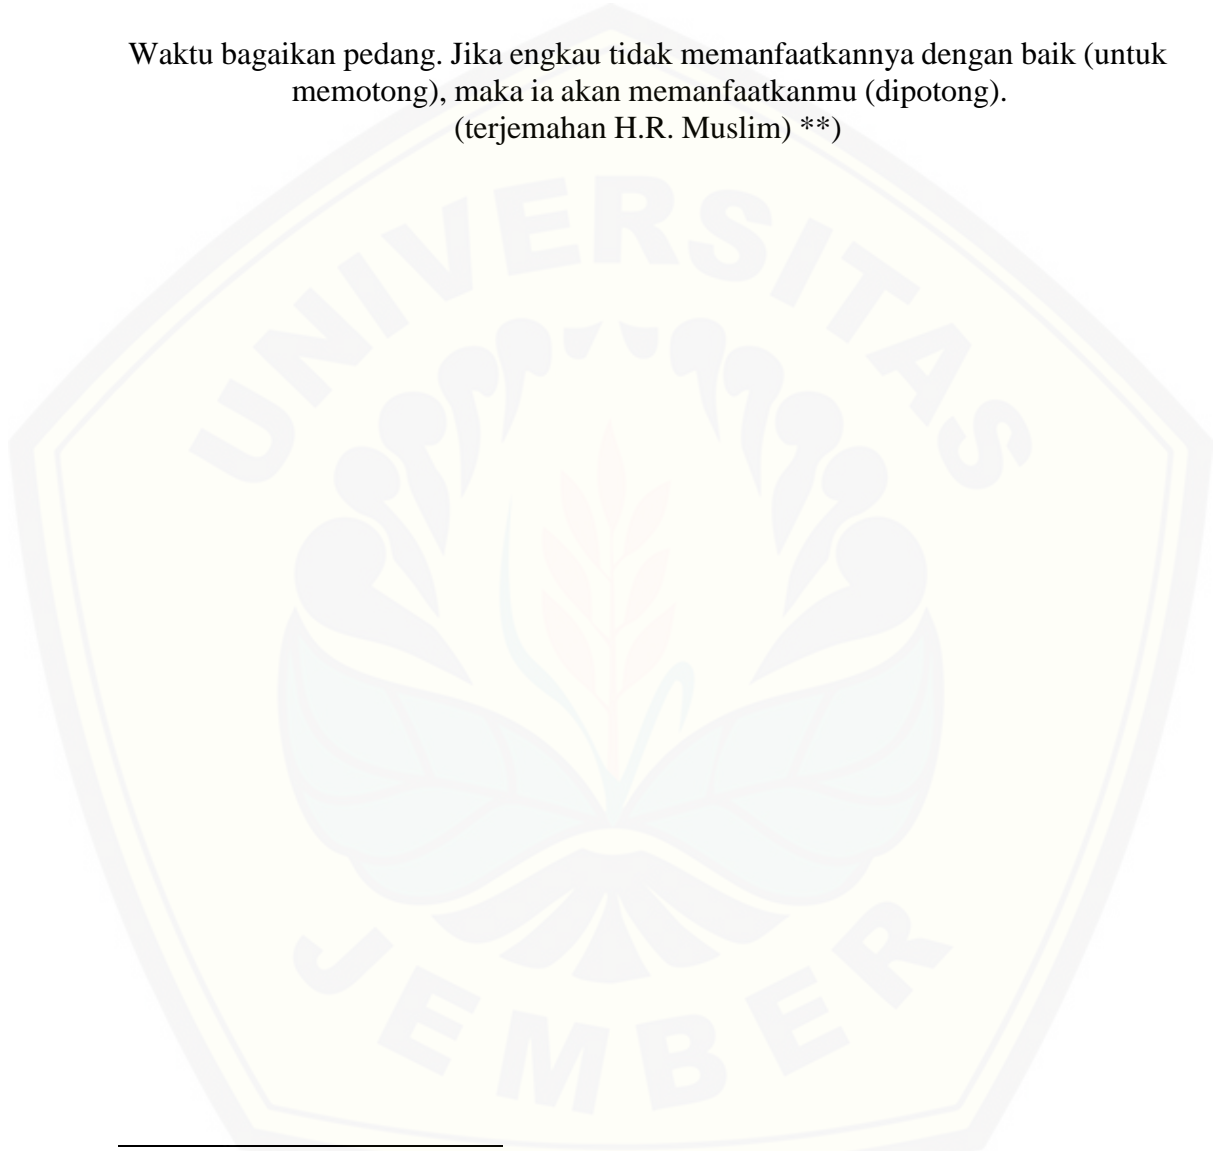 Waktu bagaikan pedang. Jika engkau tidak memanfaatkannya dengan baik (untuk
memotong), maka ia akan memanfaatkanmu (dipotong).
(terjemahan H.R. Muslim) **)
UNIVERSITAS
JEMBER